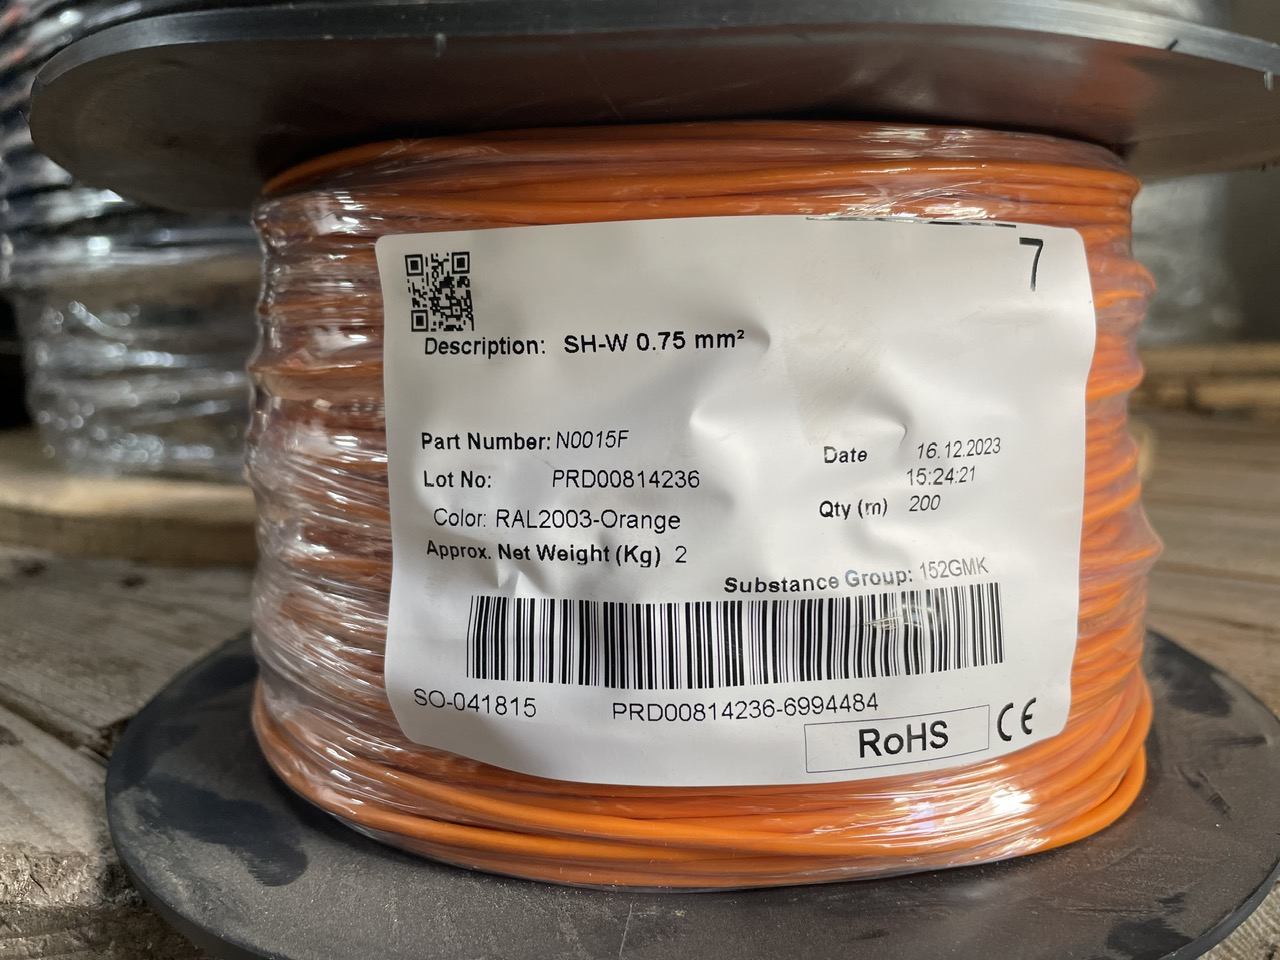 7
Description: SH-W 0.75 mm²
Part Number: N0015F
Lot No: PRD00814236
Color: RAL2003-Orange
Approx. Net Weight (Kg) 2
Date 16.12.2023
15:24:21
Qty (m) 200
Substance Group: 152GMK
SO-041815 PRD00814236-6994484
RoHS CE